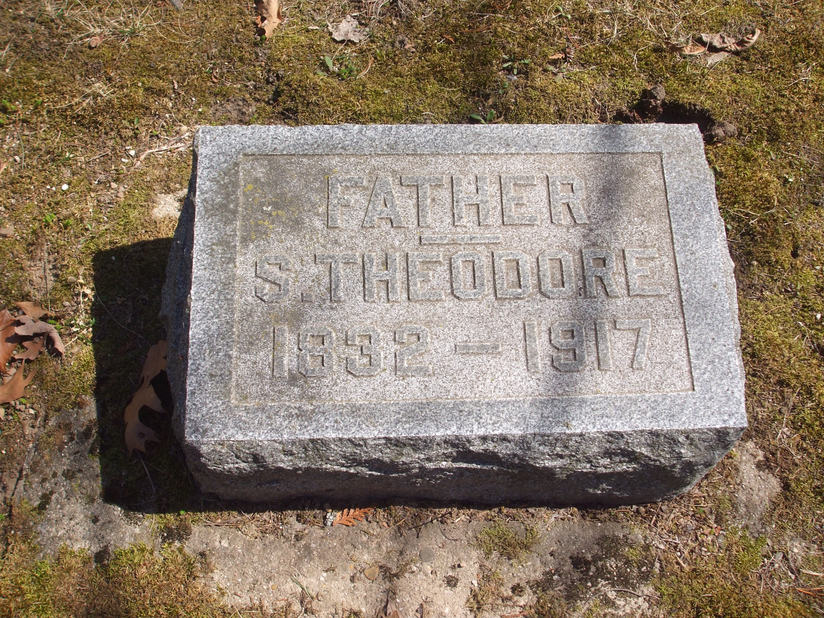 FATHER
S. THEODORE
1832 – 1917